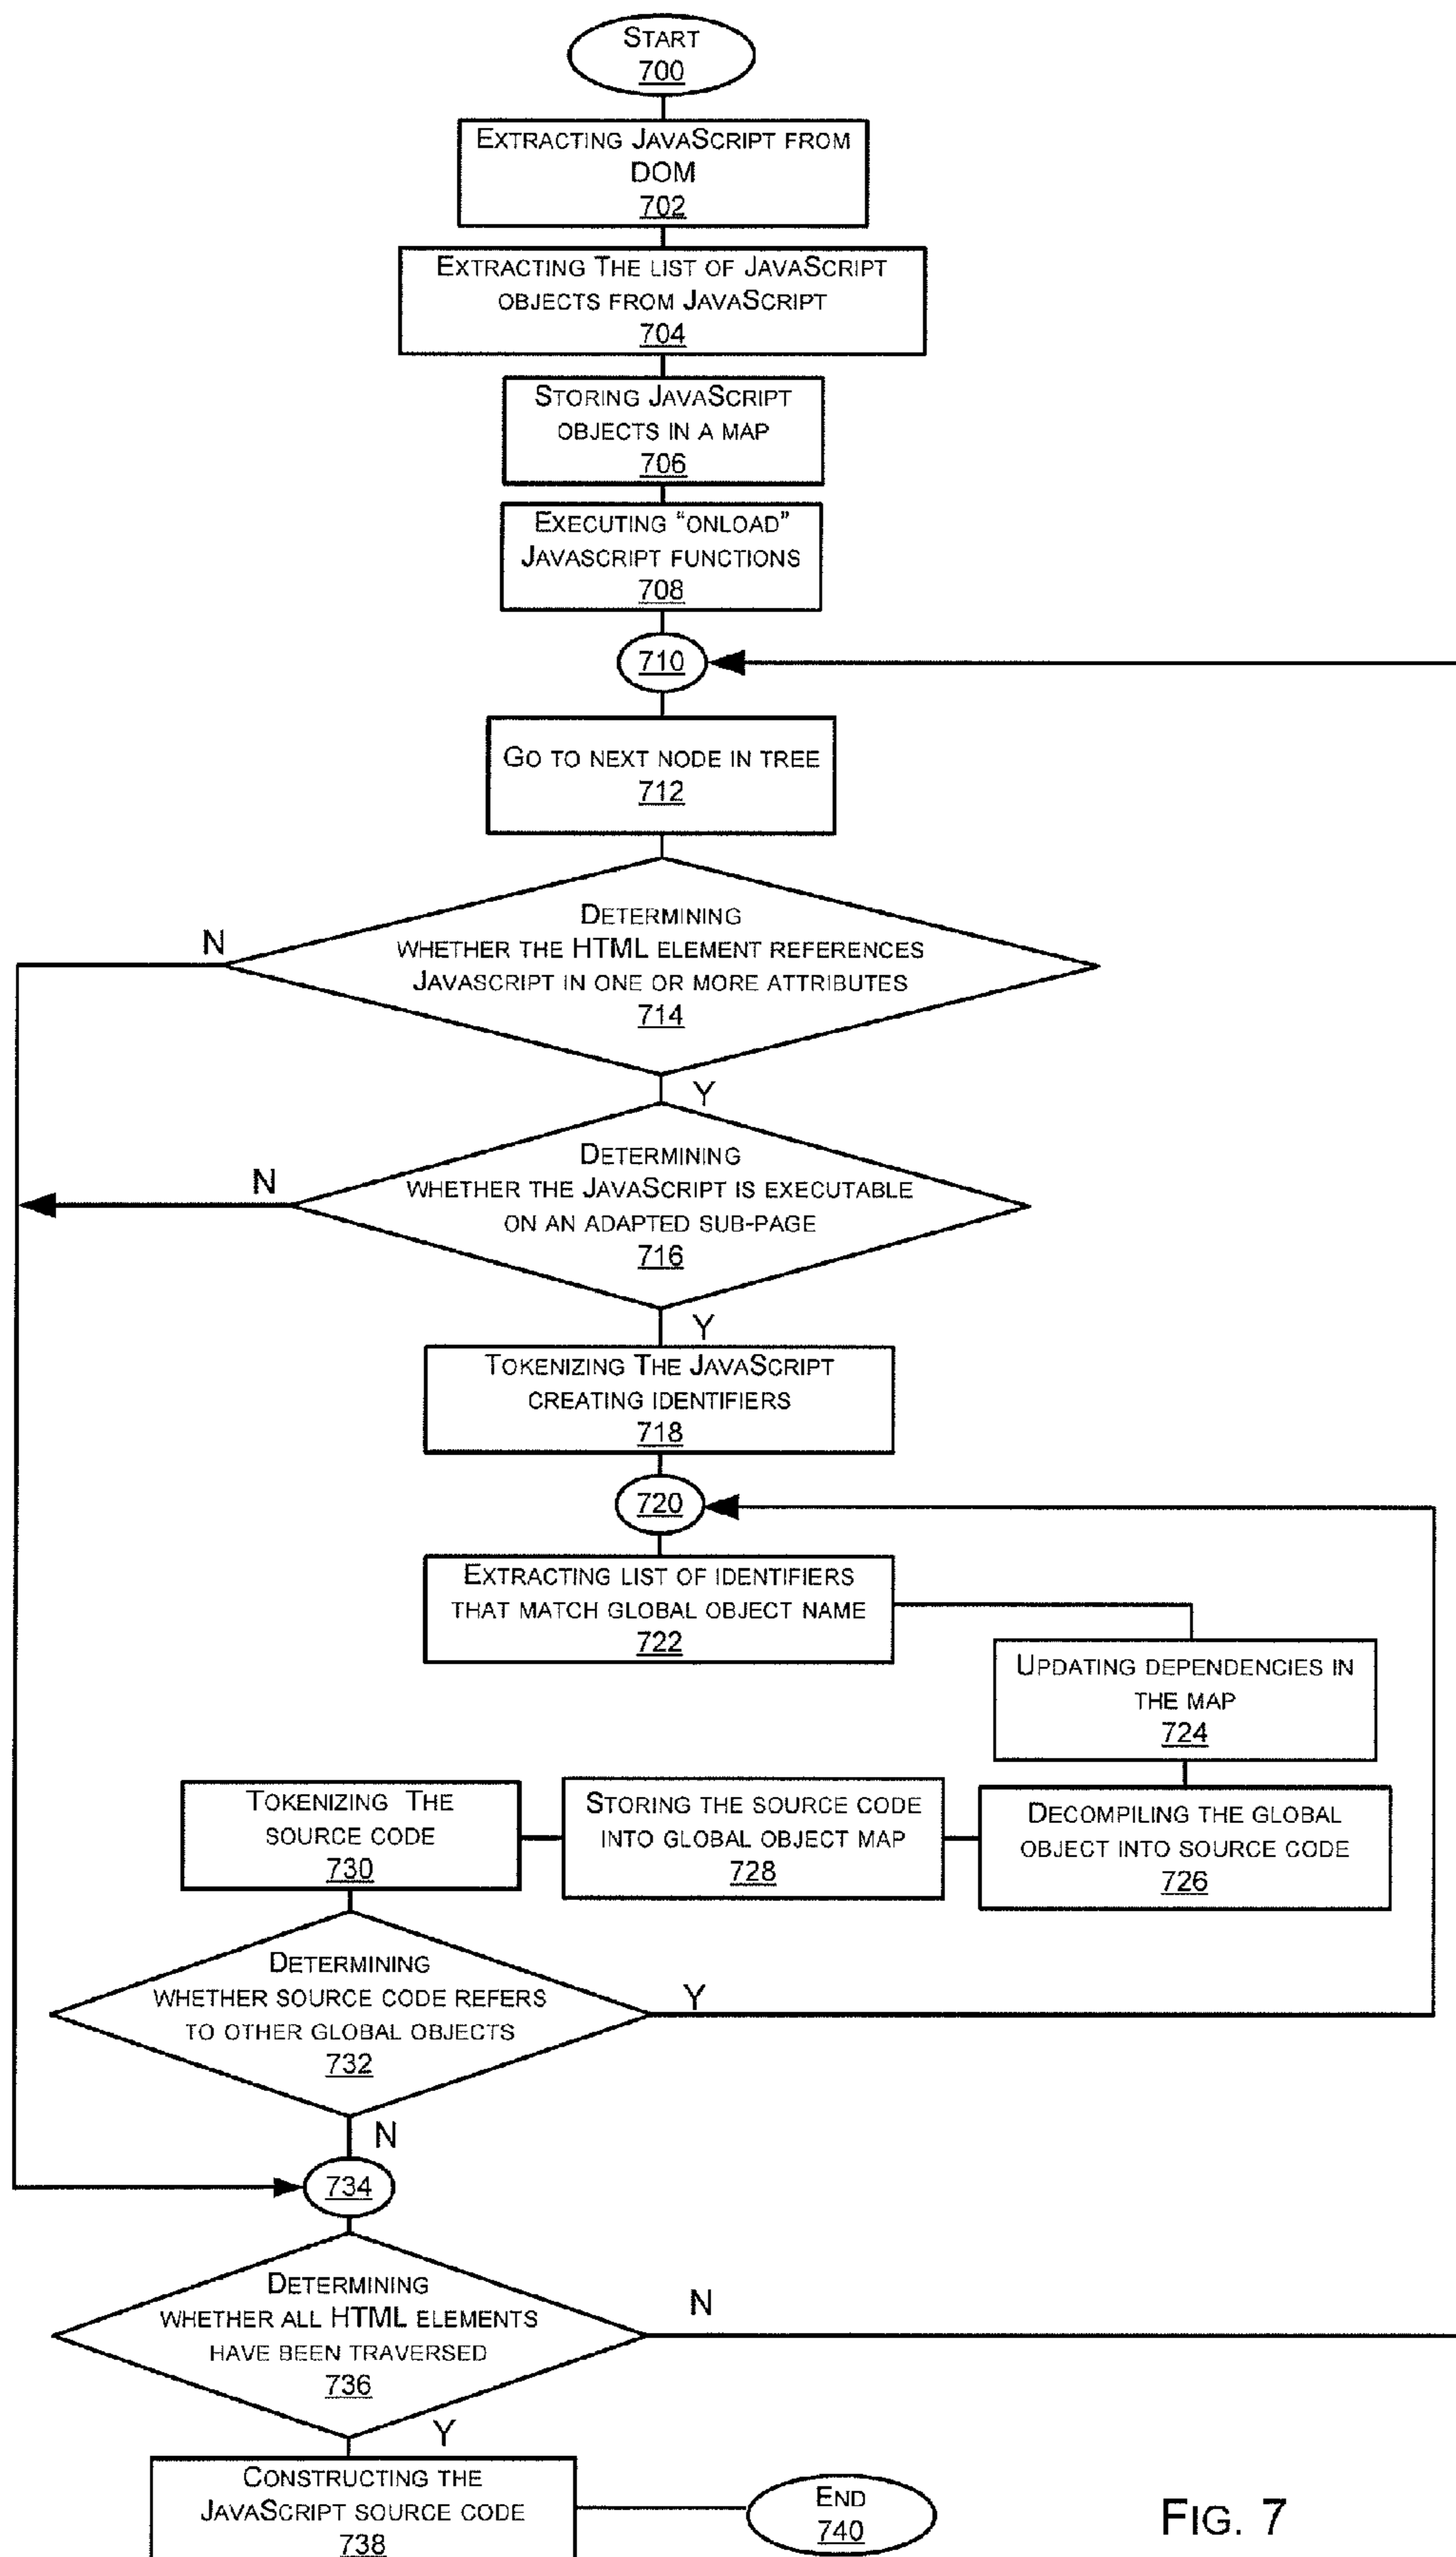 START
700
EXTRACTING JAVASCRIPT FROM
DOM
702
EXTRACTING THE LIST OF JAVASCRIPT
OBJECTS FROM JAVASCRIPT
704
STORING JAVASCRIPT
OBJECTS IN A MAP
706
EXECUTING “ONLOAD”
JAVASCRIPT FUNCTIONS
708
710
GO TO NEXT NODE IN TREE
712
DETERMINING
WHETHER THE HTML ELEMENT REFERENCES
JAVASCRIPT IN ONE OR MORE ATTRIBUTES
714
N
Y
DETERMINING
WHETHER THE JAVASCRIPT IS EXECUTABLE
ON AN ADAPTED SUB-PAGE
716
N
Y
TOKENIZING THE JAVASCRIPT
CREATING IDENTIFIERS
718
720
EXTRACTING LIST OF IDENTIFIERS
THAT MATCH GLOBAL OBJECT NAME
722
UPDATING DEPENDENCIES IN
THE MAP
724
DECOMPILING THE GLOBAL
OBJECT INTO SOURCE CODE
726
STORING THE SOURCE CODE
INTO GLOBAL OBJECT MAP
728
TOKENIZING THE
SOURCE CODE
730
DETERMINING
WHETHER SOURCE CODE REFERS
TO OTHER GLOBAL OBJECTS
732
Y
N
734
DETERMINING
WHETHER ALL HTML ELEMENTS
HAVE BEEN TRAVERSED
736
N
Y
CONSTRUCTING THE
JAVASCRIPT SOURCE CODE
738
END
740
FIG. 7